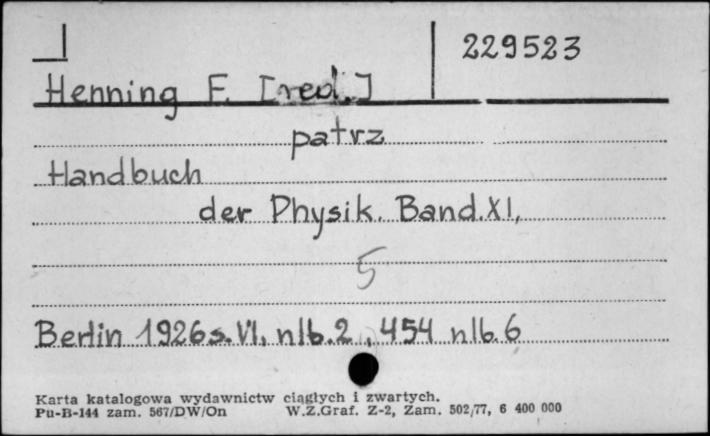 229523
Henning F. [red.]
patrz
Handbuch
der Physik. Band.XI,
5
Berlin 1926 s. VI, nlb. 2, 454 nlb. 6
Karta katalogowa wydawnictw ciągłych i zwartych.
Pu-B-144 zam. 567/DW/On W.Z.Graf. Z-2, Zam. 502/77, 6 400 000